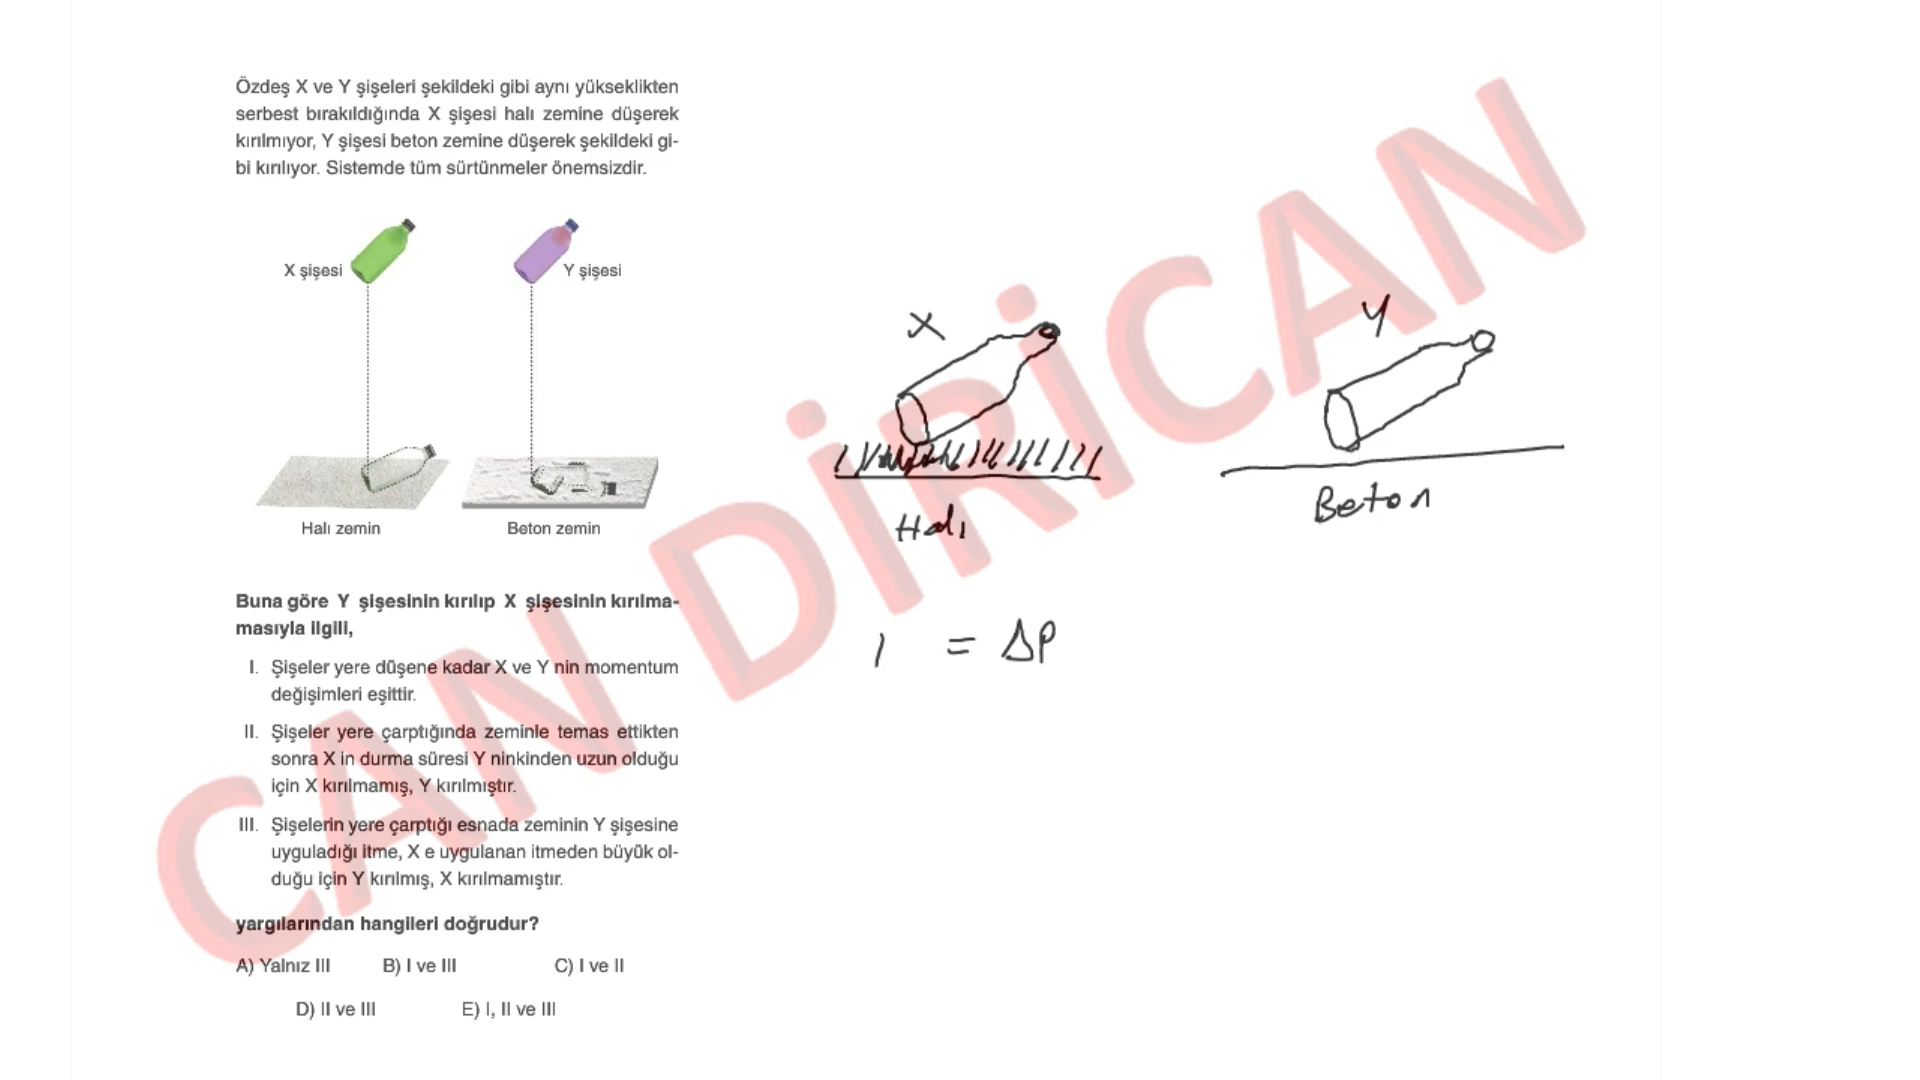 Özdeş X ve Y şişeleri şekildeki gibi aynı yükseklikten
serbest bırakıldığında X şişesi halı zemine düşerek
kırılmıyor, Y şişesi beton zemine düşerek şekildeki gi-
bi kırılıyor. Sistemde tüm sürtünmeler önemsizdir.
X şişesi
Y şişesi
Halı zemin
Beton zemin
Buna göre Y şişesinin kırılıp X şişesinin kırılma-
masıyla ilgili,
I. Şişeler yere düşene kadar X ve Y nin momentum
değişimleri eşittir.
II. Şişeler yere çarptığında zeminle temas ettikten
sonra X in durma süresi Y ninkinden uzun olduğu
için X kırılmamış, Y kırılmıştır.
III. Şişelerin yere çarptığı esnada zeminin Y şişesine
uyguladığı itme, X e uygulanan itmeden büyük ol-
duğu için Y kırılmış, X kırılmamıştır.
yargılarından hangileri doğrudur?
A) Yalnız III B) I ve III C) I ve II
D) II ve III E) I, II ve III
X
Y
Halı
Beton
I = ΔP
CAN DİRİCAN